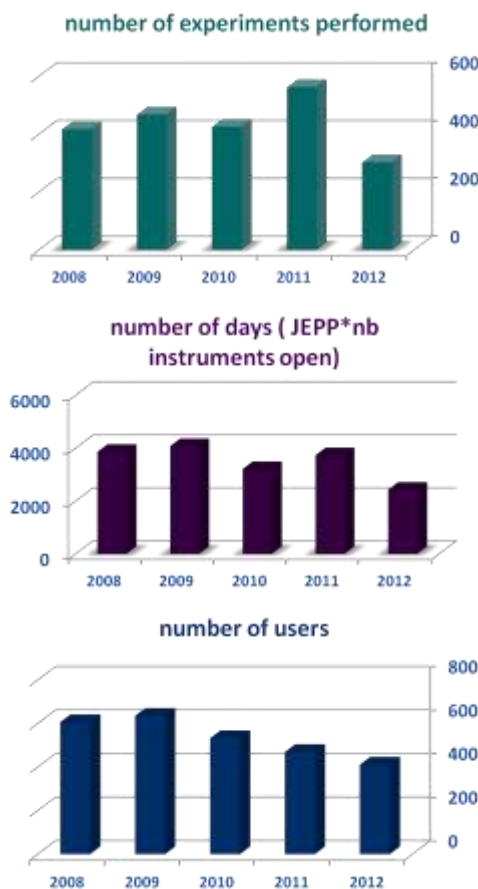 number of experiments performed
600
400
200
0
2008 2009 2010 2011 2012
number of days ( JEPP*nb
instruments open)
6000
4000
2000
0
2008 2009 2010 2011 2012
number of users
800
600
400
200
0
2008 2009 2010 2011 2012